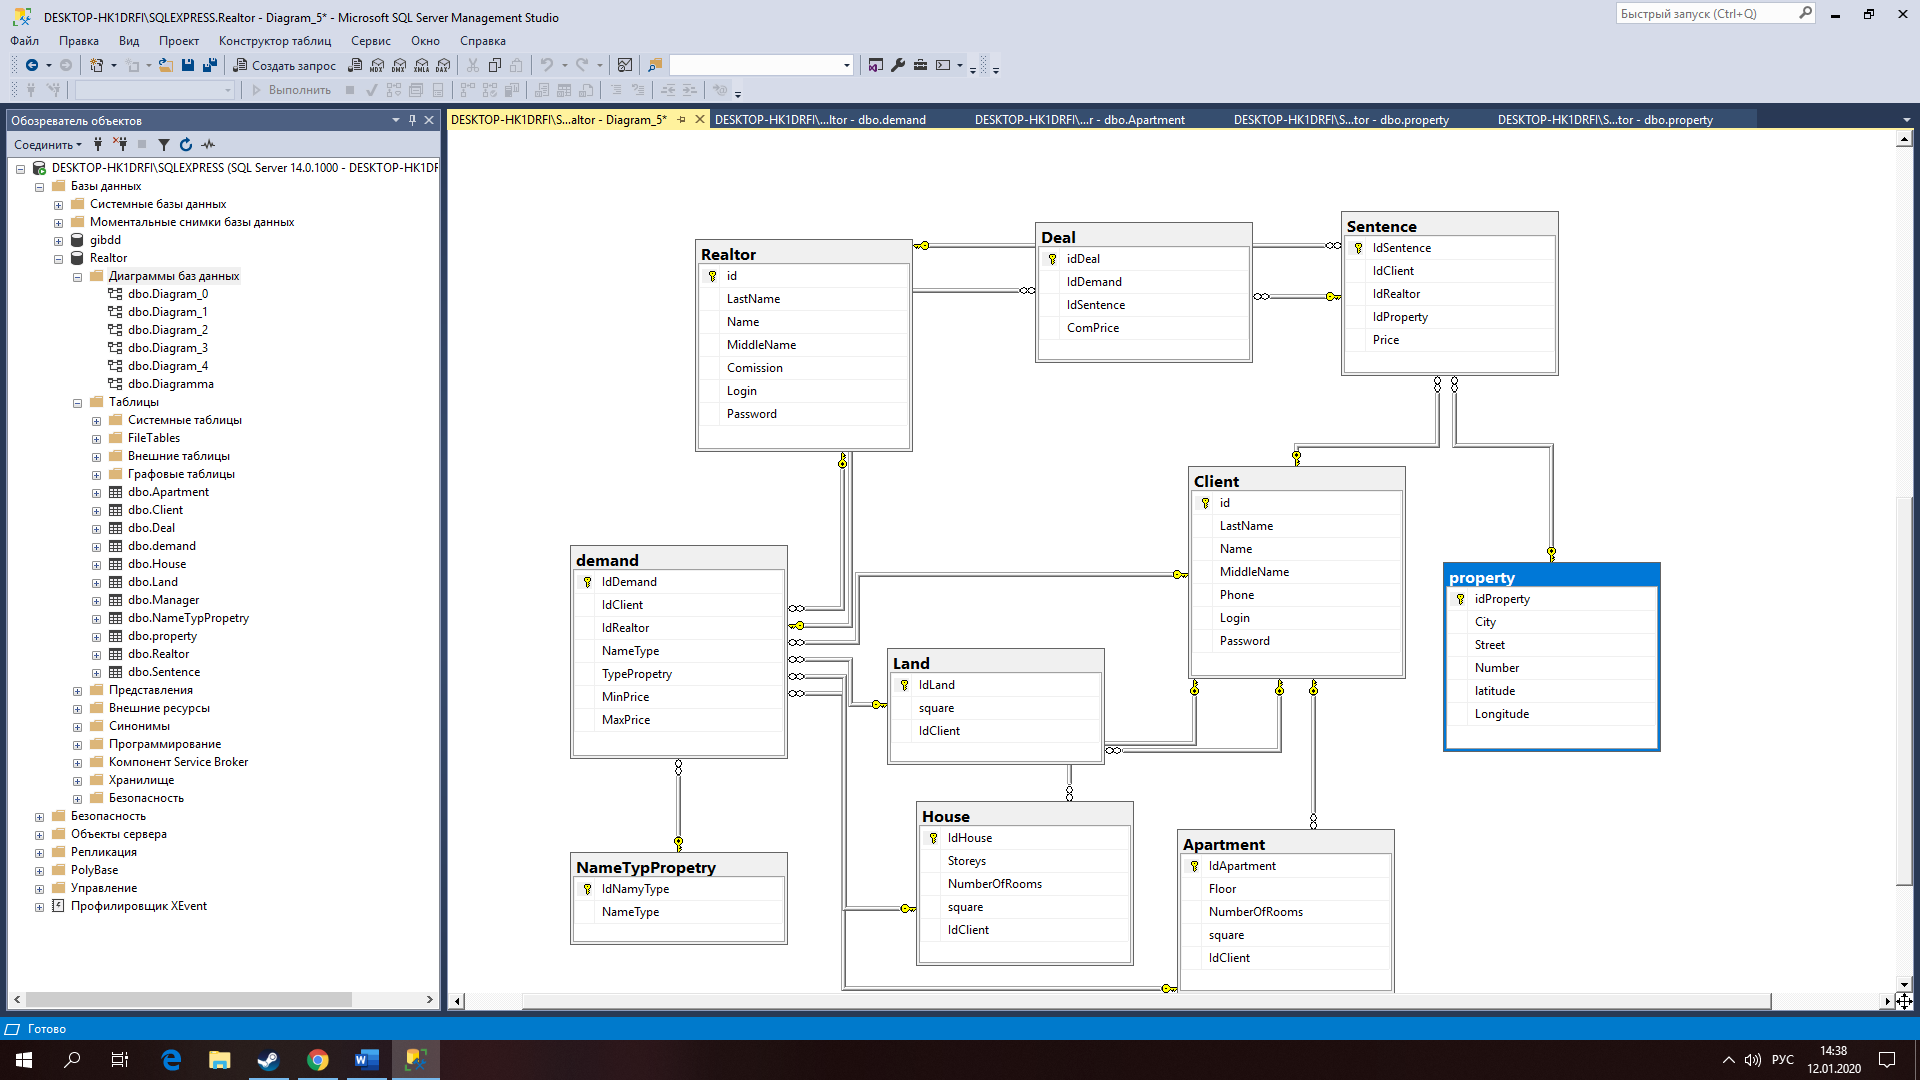 DESKTOP-HK1DRFI\SQLEXPRESS.Realtor - Diagram_5* - Microsoft SQL Server Management Studio
Быстрый запуск (Ctrl+Q)
Файл Правка Вид Проект Конструктор таблиц Сервис Окно Справка
Создать запрос MDX DMX XMLA DAX
Выполнить
Обозреватель объектов
Соединить
DESKTOP-HK1DRFI\SQLEXPRESS (SQL Server 14.0.1000 - DESKTOP-HK1DF
Базы данных
Системные базы данных
Моментальные снимки базы данных
gibdd
Realtor
Диаграммы баз данных
dbo.Diagram_0
dbo.Diagram_1
dbo.Diagram_2
dbo.Diagram_3
dbo.Diagram_4
dbo.Diagramma
Таблицы
Системные таблицы
FileTables
Внешние таблицы
Графовые таблицы
dbo.Apartment
dbo.Client
dbo.Deal
dbo.demand
dbo.House
dbo.Land
dbo.Manager
dbo.NameTypPropetry
dbo.property
dbo.Realtor
dbo.Sentence
Представления
Внешние ресурсы
Синонимы
Программирование
Компонент Service Broker
Хранилище
Безопасность
Безопасность
Объекты сервера
Репликация
PolyBase
Управление
Профилировщик XEvent
DESKTOP-HK1DRFI\S...altor - Diagram_5* DESKTOP-HK1DRFI\...ltor - dbo.demand DESKTOP-HK1DRFI\...r - dbo.Apartment DESKTOP-HK1DRFI\S...tor - dbo.property DESKTOP-HK1DRFI\S...tor - dbo.property
Realtor
id
LastName
Name
MiddleName
Comission
Login
Password
Deal
idDeal
IdDemand
IdSentence
ComPrice
Sentence
IdSentence
IdClient
IdRealtor
IdProperty
Price
Client
id
LastName
Name
MiddleName
Phone
Login
Password
property
idProperty
City
Street
Number
latitude
Longitude
demand
IdDemand
IdClient
IdRealtor
NameType
TypePropetry
MinPrice
MaxPrice
Land
IdLand
square
IdClient
House
IdHouse
Storeys
NumberOfRooms
square
IdClient
Apartment
IdApartment
Floor
NumberOfRooms
square
IdClient
NameTypPropetry
IdNamyType
NameType
Готово
РУС
14:38
12.01.2020